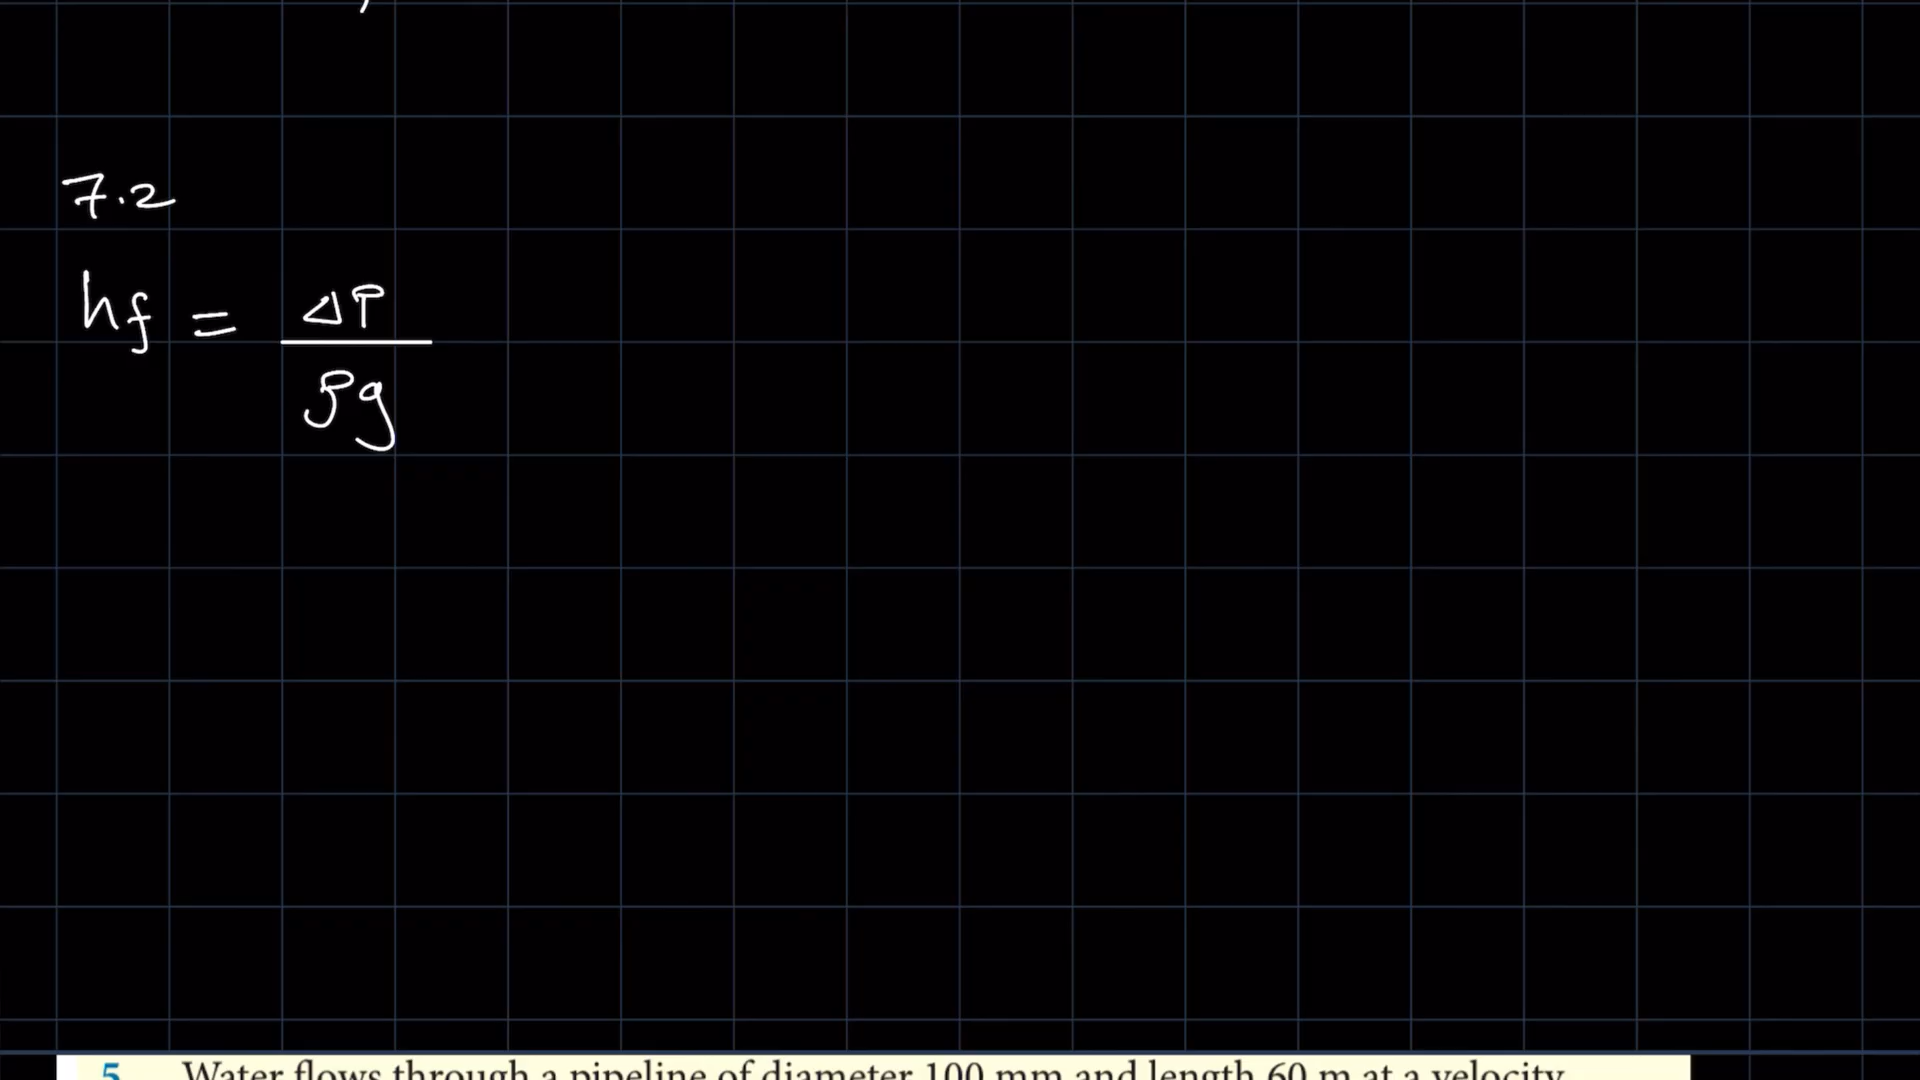 7.2
hf = ΔP / ρg
5 Water flows through a pipeline of diameter 100 mm and length 60 m at a velocity